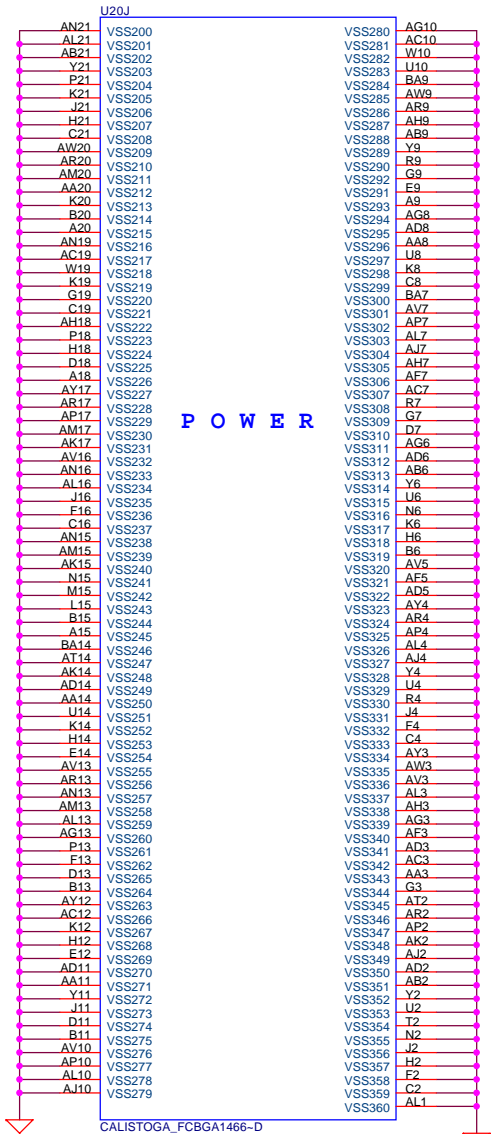 U20J
AN21 VSS200 VSS280 AG10
AL21 VSS201 VSS281 AC10
AB21 VSS202 VSS282 W10
Y21 VSS203 VSS283 U10
P21 VSS204 VSS284 BA9
K21 VSS205 VSS285 AW9
J21 VSS206 VSS286 AR9
H21 VSS207 VSS287 AH9
C21 VSS208 VSS288 AB9
AW20 VSS209 VSS289 Y9
AR20 VSS210 VSS290 R9
AM20 VSS211 VSS292 G9
AA20 VSS212 VSS291 E9
K20 VSS213 VSS293 A9
B20 VSS214 VSS294 AG8
A20 VSS215 VSS295 AD8
AN19 VSS216 VSS296 AA8
AC19 VSS217 VSS297 U8
W19 VSS218 VSS298 K8
K19 VSS219 VSS299 C8
G19 VSS220 VSS300 BA7
C19 VSS221 VSS301 AV7
AH18 VSS222 VSS302 AP7
P18 VSS223 VSS303 AL7
H18 VSS224 VSS304 AJ7
D18 VSS225 VSS305 AH7
A18 VSS226 VSS306 AF7
AY17 VSS227 VSS307 AC7
AR17 VSS228 VSS308 R7
AP17 VSS229 POWER VSS309 G7
AM17 VSS230 VSS310 D7
AK17 VSS231 VSS311 AG6
AV16 VSS232 VSS312 AD6
AN16 VSS233 VSS313 AB6
AL16 VSS234 VSS314 Y6
J16 VSS235 VSS315 U6
F16 VSS236 VSS316 N6
C16 VSS237 VSS317 K6
AN15 VSS238 VSS318 H6
AM15 VSS239 VSS319 B6
AK15 VSS240 VSS320 AV5
N15 VSS241 VSS321 AF5
M15 VSS242 VSS322 AD5
L15 VSS243 VSS323 AY4
B15 VSS244 VSS324 AR4
A15 VSS245 VSS325 AP4
BA14 VSS246 VSS326 AL4
AT14 VSS247 VSS327 AJ4
AK14 VSS248 VSS328 Y4
AD14 VSS249 VSS329 U4
AA14 VSS250 VSS330 R4
U14 VSS251 VSS331 J4
K14 VSS252 VSS332 F4
H14 VSS253 VSS333 C4
E14 VSS254 VSS334 AY3
AV13 VSS255 VSS335 AW3
AR13 VSS256 VSS336 AV3
AN13 VSS257 VSS337 AL3
AM13 VSS258 VSS338 AH3
AL13 VSS259 VSS339 AG3
AG13 VSS260 VSS340 AF3
P13 VSS261 VSS341 AD3
F13 VSS262 VSS342 AC3
D13 VSS265 VSS343 AA3
B13 VSS264 VSS344 G3
AY12 VSS263 VSS345 AT2
AC12 VSS266 VSS346 AR2
K12 VSS267 VSS347 AP2
H12 VSS268 VSS348 AK2
E12 VSS269 VSS349 AJ2
AD11 VSS270 VSS350 AD2
AA11 VSS271 VSS351 AB2
Y11 VSS272 VSS352 Y2
J11 VSS273 VSS353 U2
D11 VSS274 VSS354 T2
B11 VSS275 VSS355 N2
AV10 VSS276 VSS356 J2
AP10 VSS277 VSS357 H2
AL10 VSS278 VSS358 F2
AJ10 VSS279 VSS359 C2
VSS360 AL1
CALISTOGA_FCBGA1466~D